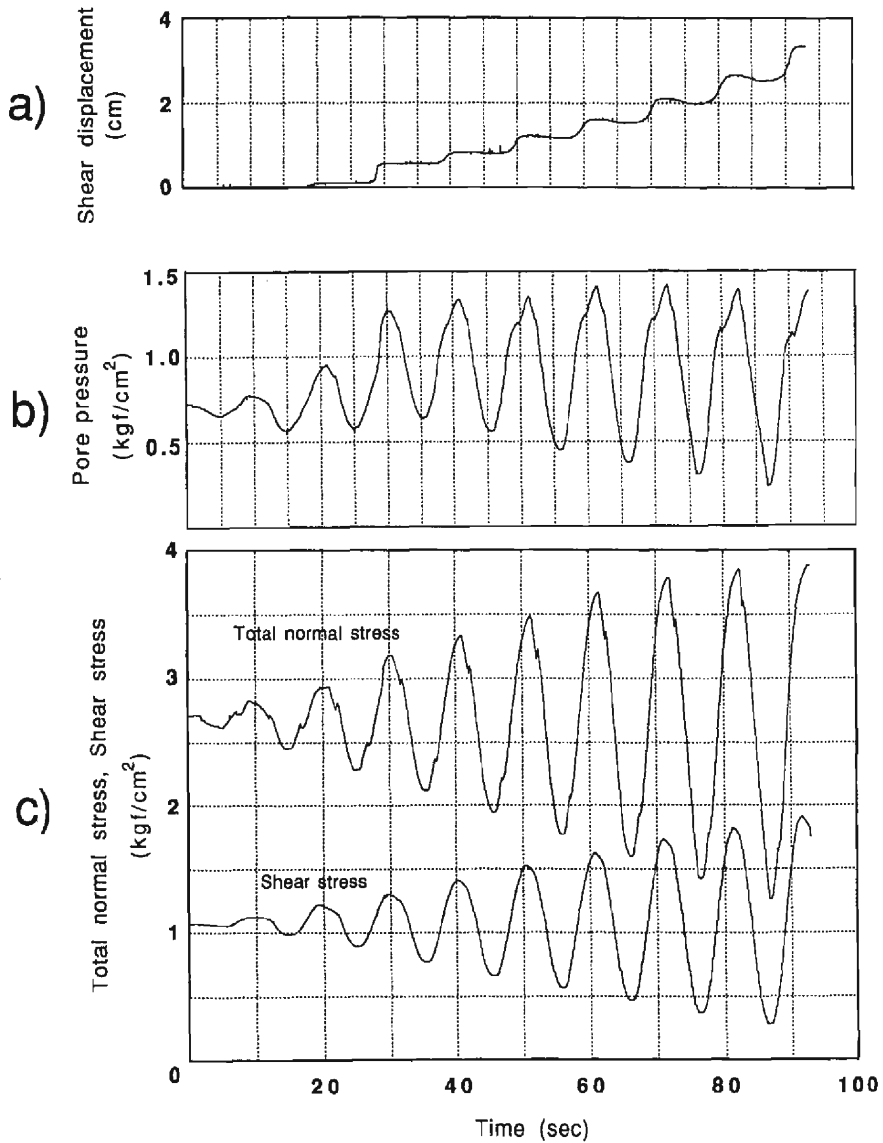 a)
Shear displacement
(cm)
4
2
0
b)
Pore pressure
(kgf/cm²)
1.5
1.0
0.5
c)
Total normal stress, Shear stress
(kgf/cm²)
4
3
2
1
0
Total normal stress
Shear stress
20 40 60 80 100
Time (sec)